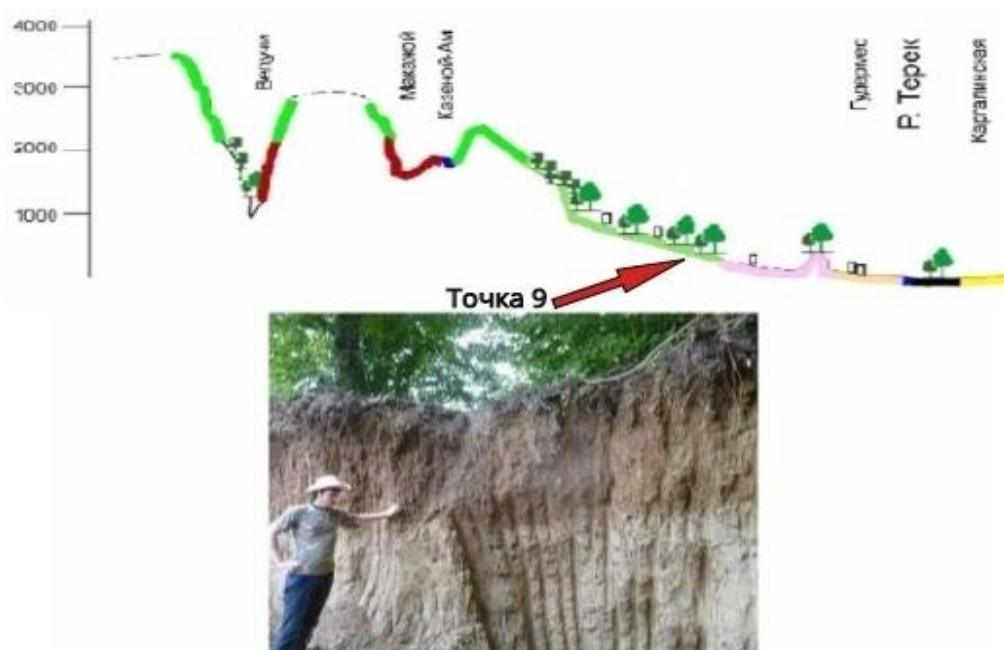 4000
3000
2000
1000
Ведучи
Макажой
Казеной-Ам
Гудермес
Р. Терек
Каргалинская
Точка 9